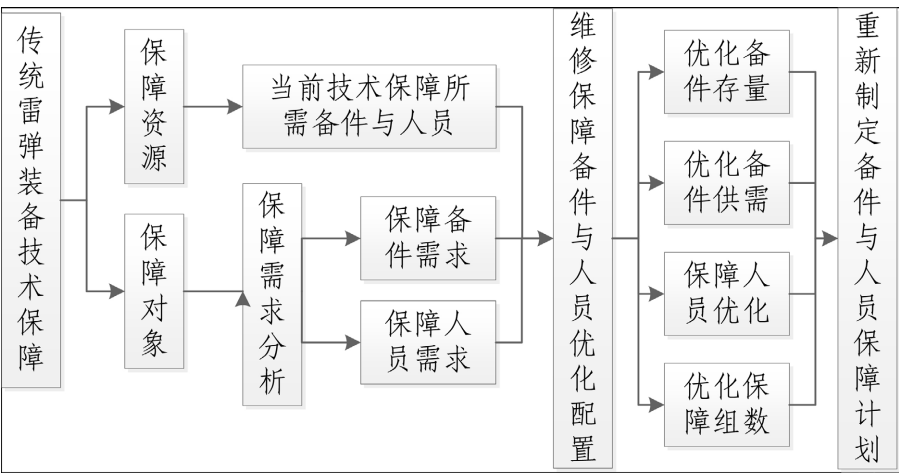 传统雷弹装备技术保障
保障资源
当前技术保障所
需备件与人员
保障对象
保障需求分析
保障备
件需求
保障人
员需求
维修保障备件与人员优化配置
优化备
件存量
优化备
件供需
保障人
员优化
优化保
障组数
重新制定备件与人员保障计划